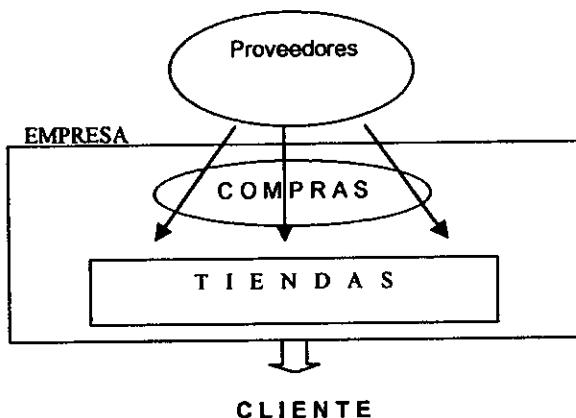 Proveedores
EMPRESA
COMPRAS
TIENDAS
CLIENTE